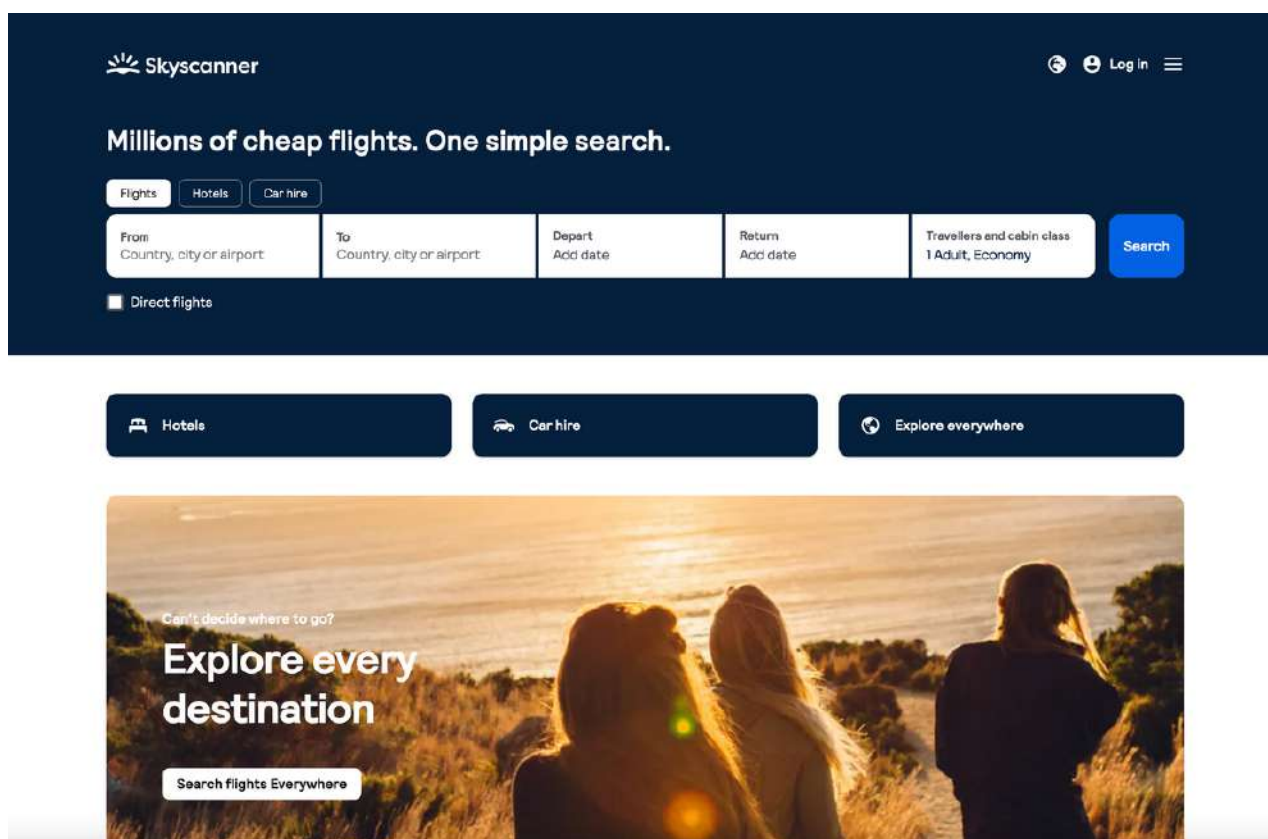 Skyscanner
Log in
Millions of cheap flights. One simple search.
Flights Hotels Car hire
From To Depart Return Travellers and cabin class
Country, city or airport Country, city or airport Add date Add date 1 Adult, Economy Search
Direct flights
Hotels Car hire Explore everywhere
Can't decide where to go?
Explore every
destination
Search flights Everywhere